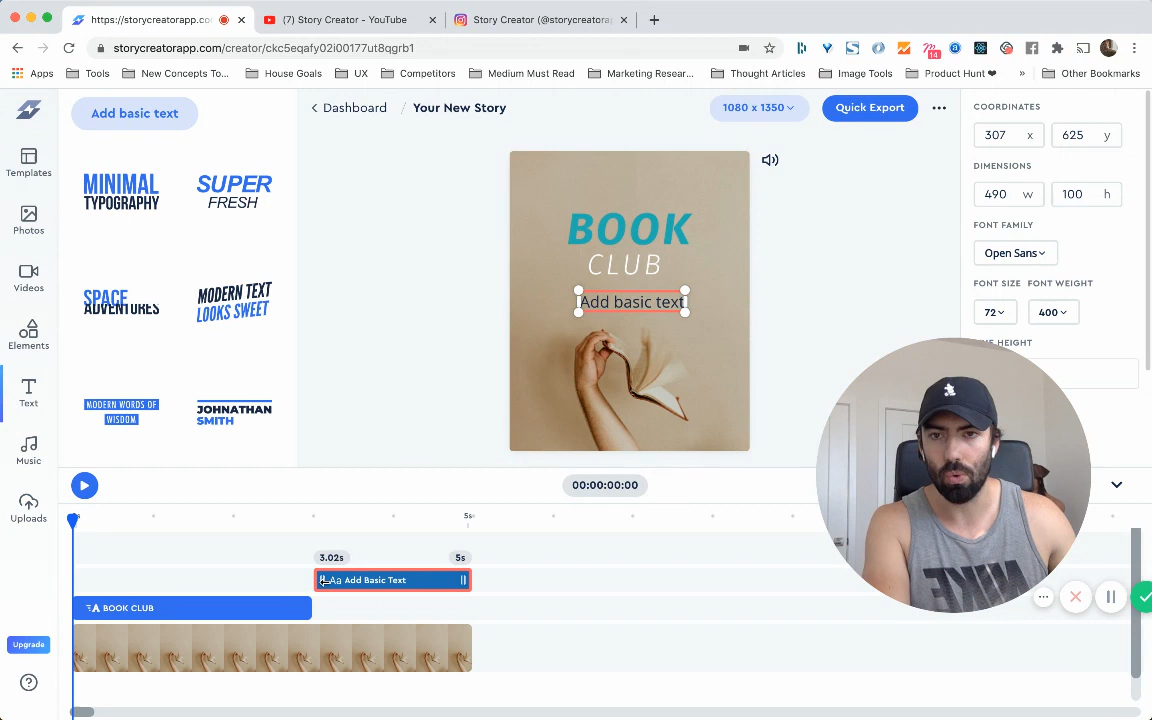 https://storycreatorapp.co
(7) Story Creator - YouTube
Story Creator (@storycreatora
storycreatorapp.com/creator/ckc5eqafy02i00177ut8qgrb1
14
Apps
Tools
New Concepts To...
House Goals
UX
Competitors
Medium Must Read
Marketing Resear...
Thought Articles
Image Tools
Product Hunt ❤
»
Other Bookmarks
Add basic text
Dashboard / Your New Story
1080 x 1350
Quick Export
COORDINATES
307 x
625 y
DIMENSIONS
490 w
100 h
FONT FAMILY
Open Sans
FONT SIZE
FONT WEIGHT
72
400
HEIGHT
Templates
Photos
Videos
Elements
Text
Music
Uploads
Upgrade
MINIMAL
TYPOGRAPHY
SUPER
FRESH
SPACE
ADVENTURES
MODERN TEXT
LOOKS SWEET
MODERN WORDS OF
WISDOM
JOHNATHAN
SMITH
BOOK
CLUB
Add basic text
00:00:00:00
5s
3.02s
5s
Aa Add Basic Text
A BOOK CLUB
NIKE